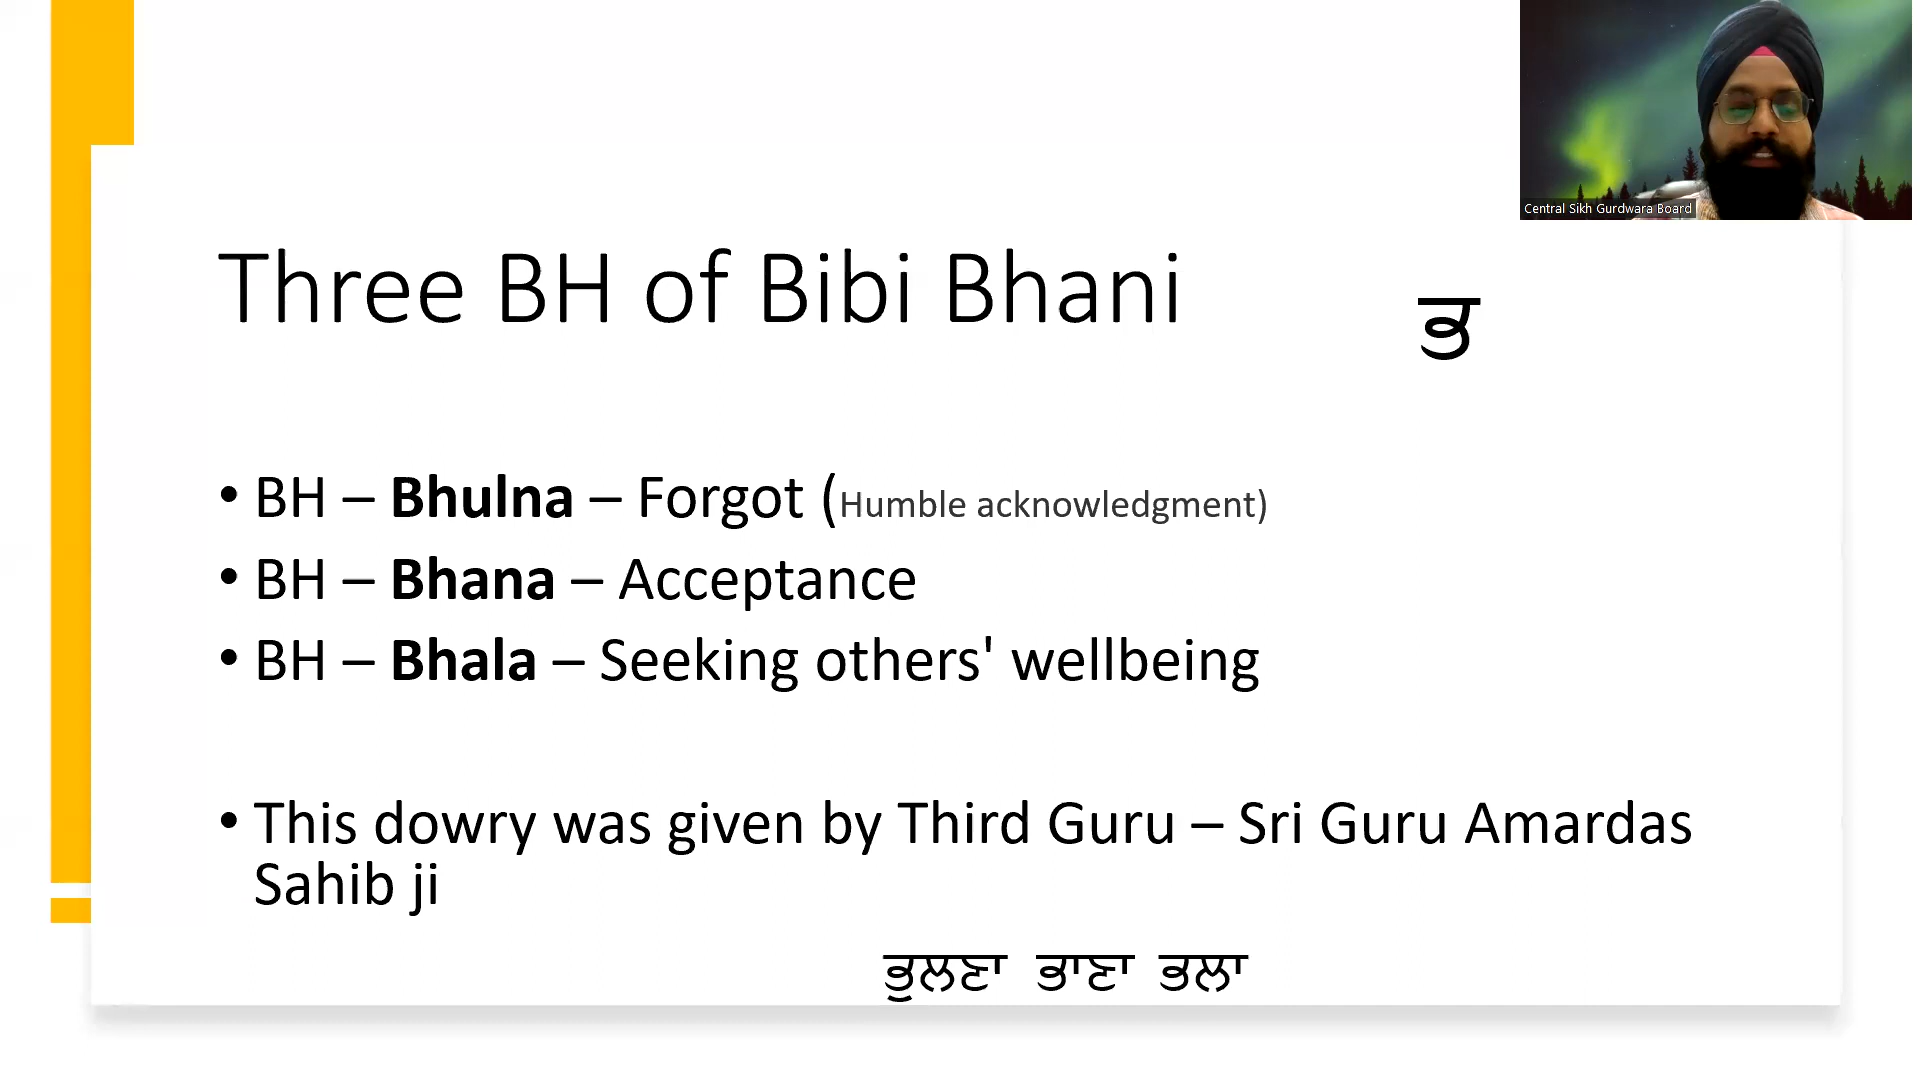 Central Sikh Gurdwara Board
Three BH of Bibi Bhani
ਭ
• BH – Bhulna – Forgot (Humble acknowledgment)
• BH – Bhana – Acceptance
• BH – Bhala – Seeking others' wellbeing
• This dowry was given by Third Guru – Sri Guru Amardas
Sahib ji
ਭੁਲਣਾ ਭਾਣਾ ਭਲਾ